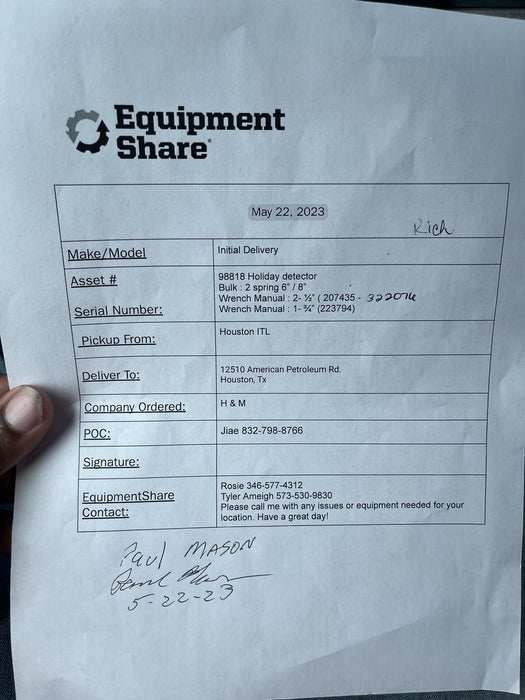 Equipment
Share
May 22, 2023
Rich
Make/Model
Initial Delivery
Asset #
98818 Holiday detector
Bulk : 2 spring 6" / 8"
Wrench Manual : 2- ½" ( 207435 - 322076
Serial Number:
Wrench Manual : 1- ¾" (223794)
Pickup From:
Houston ITL
Deliver To:
12510 American Petroleum Rd.
Houston, Tx
Company Ordered:
H & M
POC:
Jiae 832-798-8766
Signature:
EquipmentShare
Contact:
Rosie 346-577-4312
Tyler Ameigh 573-530-9830
Please call me with any issues or equipment needed for your
location. Have a great day!
Paul MASON
5-22-23